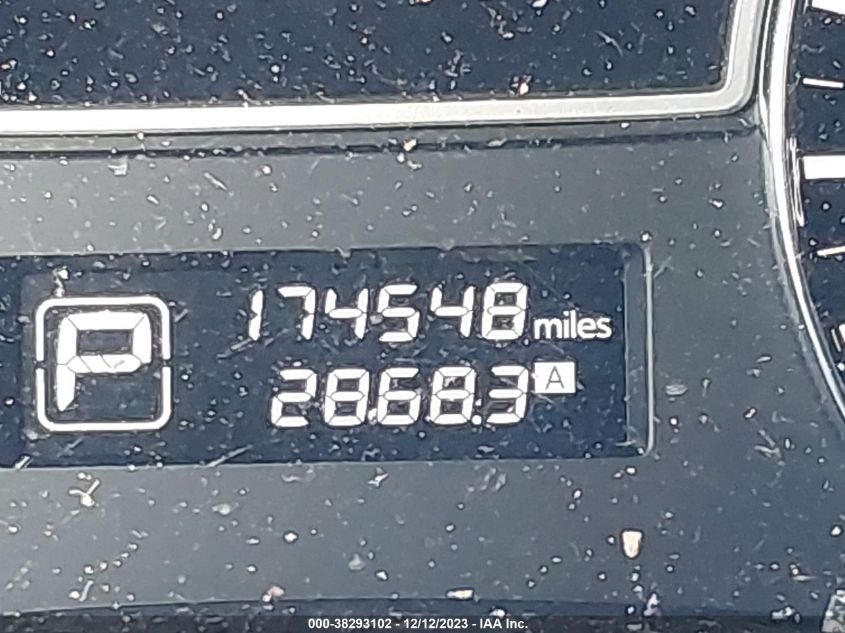 P
174548 miles
2868.3 A
000-38293102 - 12/12/2023 - IAA Inc.